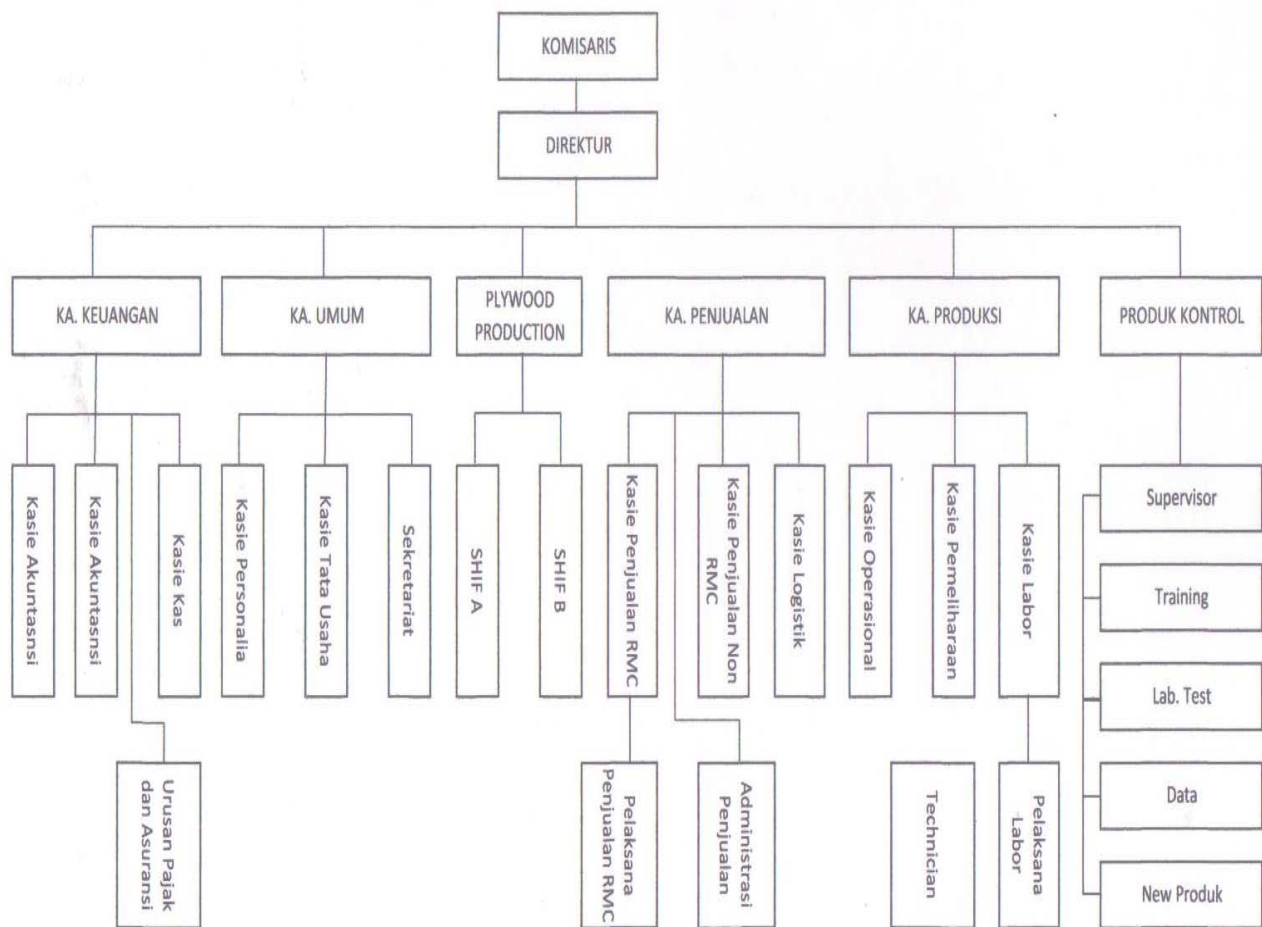 KOMISARIS
DIREKTUR
KA. KEUANGAN
KA. UMUM
PLYWOOD
PRODUCTION
KA. PENJUALAN
KA. PRODUKSI
PRODUK KONTROL
Kasie Akuntasnsi
Kasie Akuntasnsi
Kasie Kas
Kasie Personalia
Kasie Tata Usaha
Sekretariat
SHIF A
SHIF B
Kasie Penjualan RMC
Kasie Penjualan Non
RMC
Kasie Logistik
Kasie Operasional
Kasie Pemeliharaan
Kasie Labor
Supervisor
Training
Lab. Test
Data
New Produk
Urusan Pajak
dan Asuransi
Pelaksana
Penjualan RMC
Administrasi
Penjualan
Technician
Pelaksana
Labor